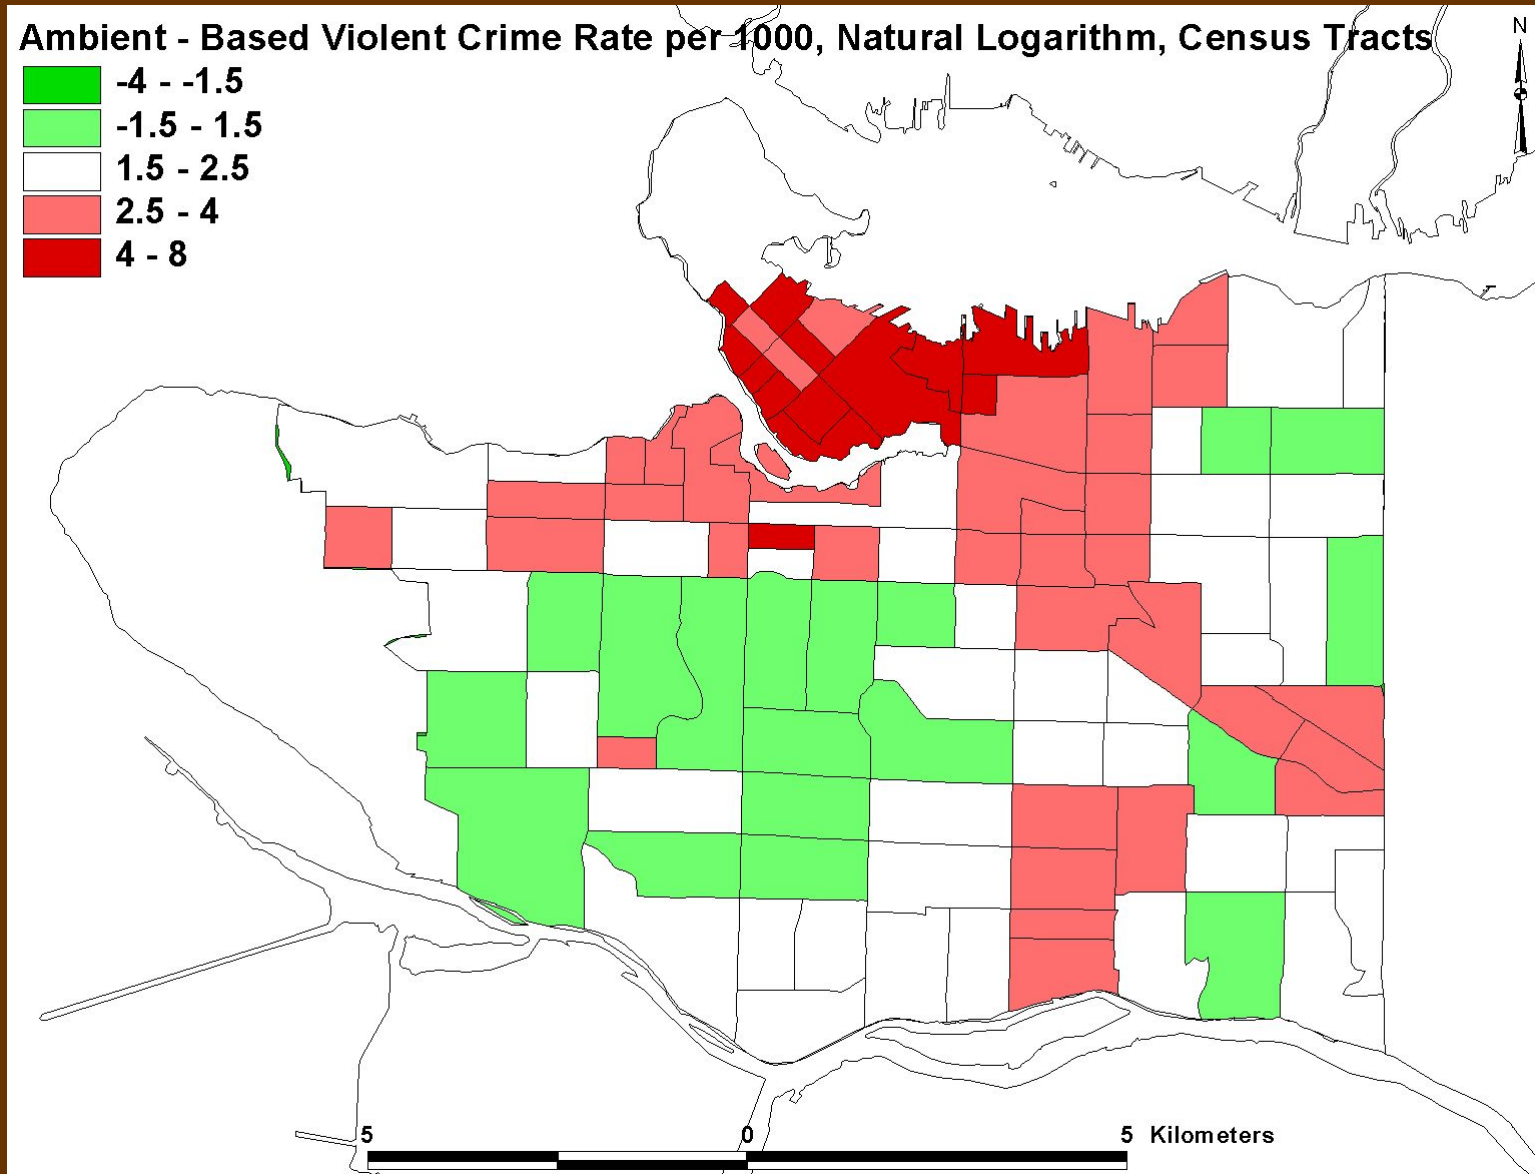 Ambient - Based Violent Crime Rate per 1000, Natural Logarithm, Census Tracts
N
-4 - -1.5
-1.5 - 1.5
1.5 - 2.5
2.5 - 4
4 - 8
5 0 5 Kilometers